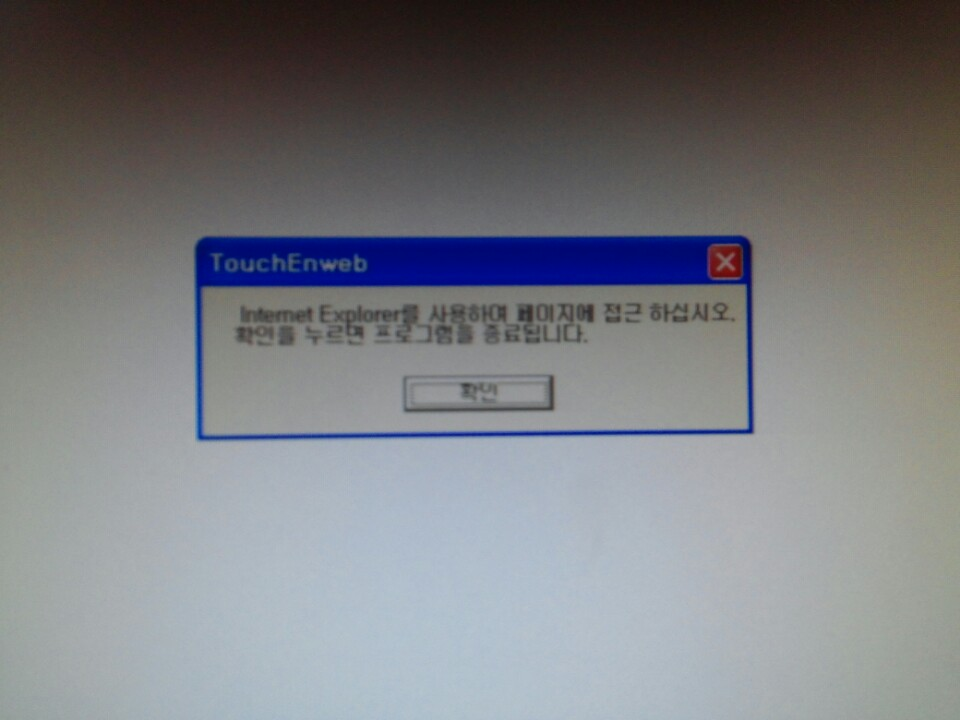 TouchEnweb
Internet Explorer를 사용하여 페이지에 접근 하십시오.
확인을 누르면 프로그램을 종료됩니다.
확인